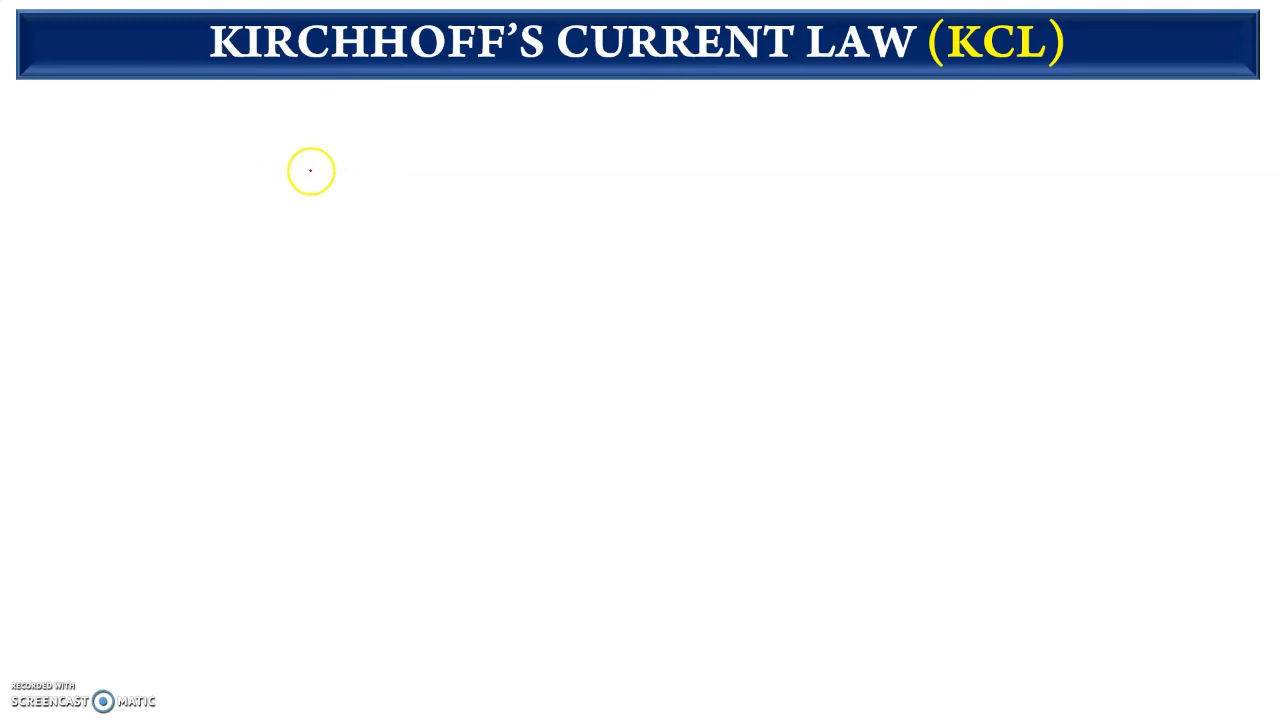 KIRCHHOFF’S CURRENT LAW (KCL)
RECORDED WITH
SCREENCAST MATIC